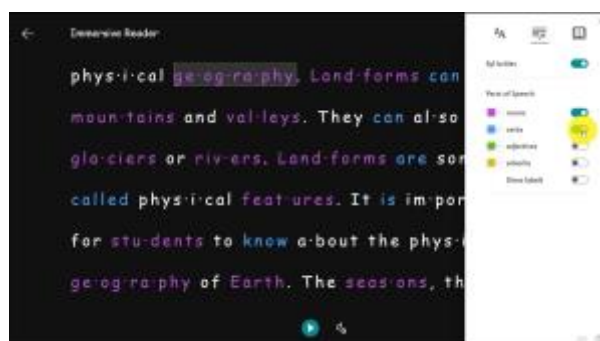 Immersive Reader
phys·i·cal ge·og·ra·phy. Land·forms can
moun·tains and val·leys. They can al·so
gla·ciers or riv·ers. Land·forms are som
called phys·i·cal feat·ures. It is im·por
for stu·dents to know a·bout the phys·i
ge·og·ra·phy of Earth. The seas·ons, th
Syllables
Parts of Speech
nouns
verbs
adjectives
adverbs
Show labels